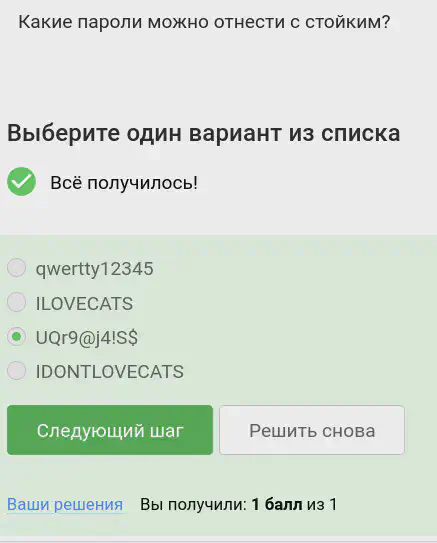 Какие пароли можно отнести с стойким?
Выберите один вариант из списка
Всё получилось!
qwertty12345
ILOVECATS
UQr9@j4!S$
IDONTLOVECATS
Следующий шаг Решить снова
Ваши решения Вы получили: 1 балл из 1